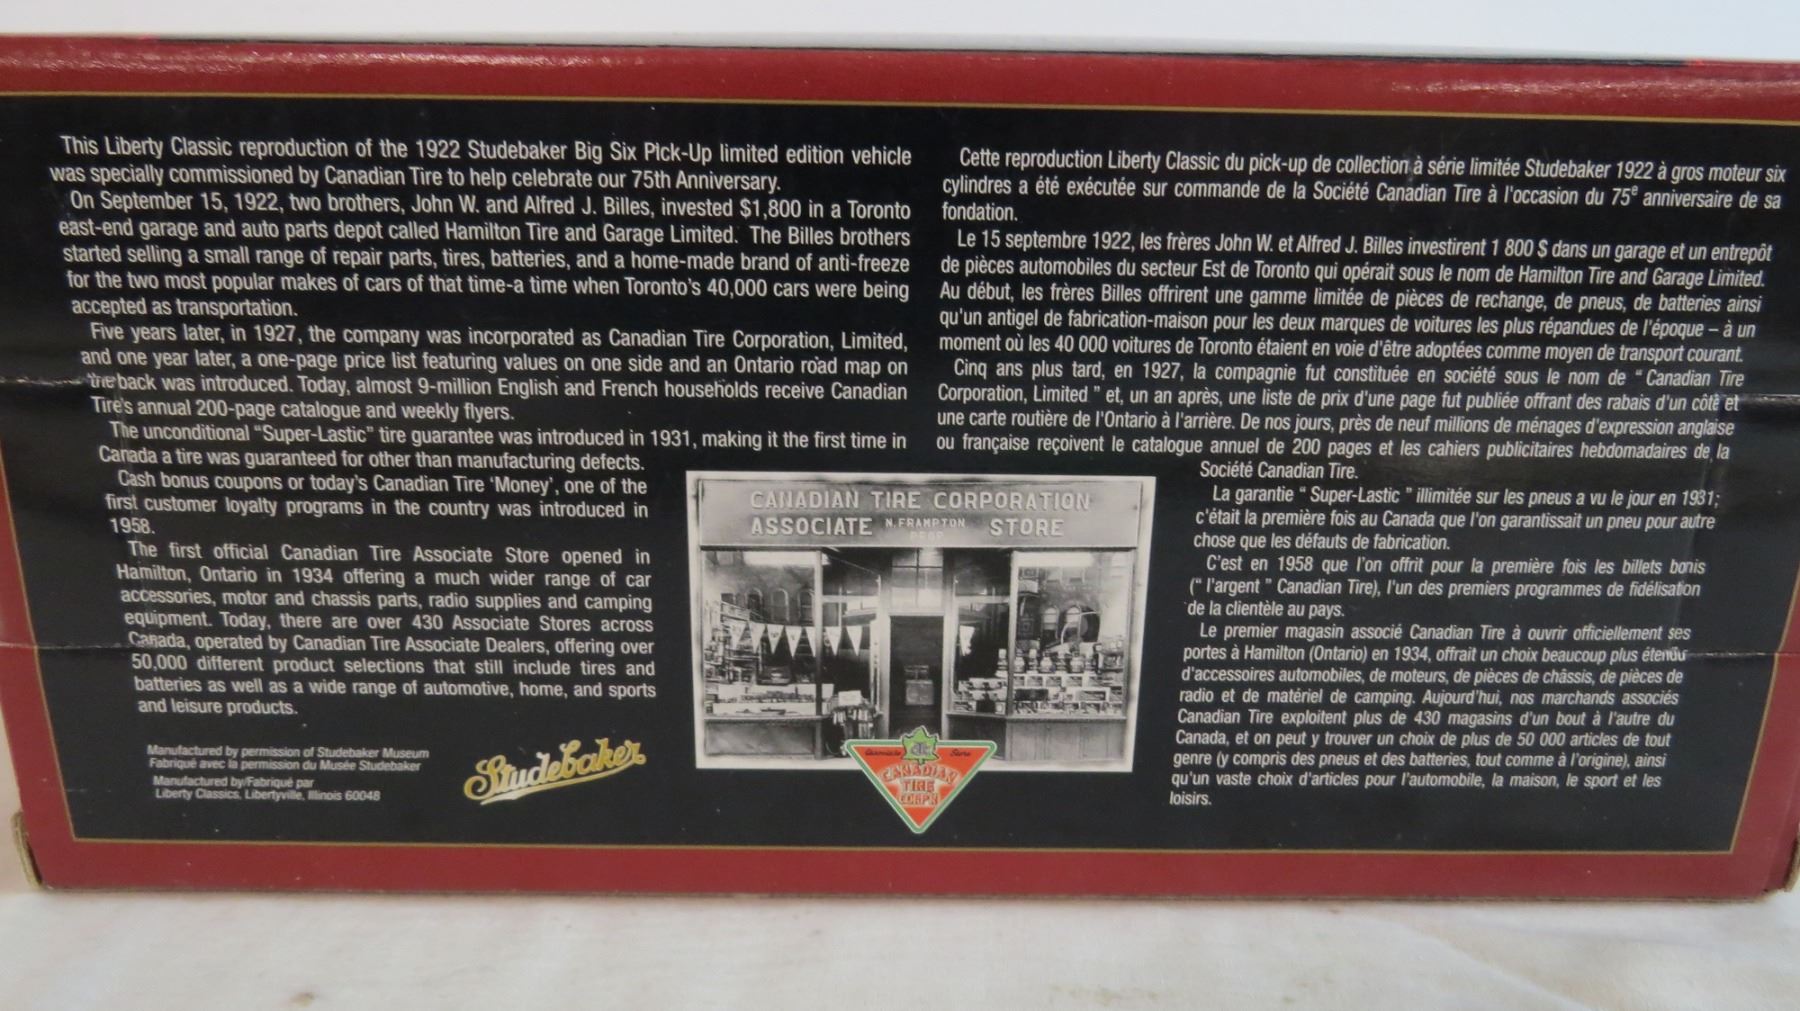 This Liberty Classic reproduction of the 1922 Studebaker Big Six Pick-Up limited edition vehicle
was specially commissioned by Canadian Tire to help celebrate our 75th Anniversary.
On September 15, 1922, two brothers, John W. and Alfred J. Billes, invested $1,800 in a Toronto
east-end garage and auto parts depot called Hamilton Tire and Garage Limited. The Billes brothers
started selling a small range of repair parts, tires, batteries, and a home-made brand of anti-freeze
for the two most popular makes of cars of that time-a time when Toronto's 40,000 cars were being
accepted as transportation.
Five years later, in 1927, the company was incorporated as Canadian Tire Corporation, Limited,
and one year later, a one-page price list featuring values on one side and an Ontario road map on
the back was introduced. Today, almost 9-million English and French households receive Canadian
Tire's annual 200-page catalogue and weekly flyers.
The unconditional "Super-Lastic" tire guarantee was introduced in 1931, making it the first time in
Canada a tire was guaranteed for other than manufacturing defects.
Cash bonus coupons or today's Canadian Tire 'Money', one of the
first customer loyalty programs in the country was introduced in
1958.
The first official Canadian Tire Associate Store opened in
Hamilton, Ontario in 1934 offering a much wider range of car
accessories, motor and chassis parts, radio supplies and camping
equipment. Today, there are over 430 Associate Stores across
Canada, operated by Canadian Tire Associate Dealers, offering over
50,000 different product selections that still include tires and
batteries as well as a wide range of automotive, home, and sports
and leisure products.
Manufactured by permission of Studebaker Museum
Fabriqué avec la permission du Musée Studebaker
Manufactured by/Fabriqué par
Liberty Classics, Libertyville, Illinois 60048
Studebaker
CANADIAN TIRE CORPORATION
ASSOCIATE N. FRAMPTON STORE
PROP
Associate Store
CTC
CANADIAN
TIRE
CORP'N
Cette reproduction Liberty Classic du pick-up de collection à série limitée Studebaker 1922 à gros moteur six
cylindres a été exécutée sur commande de la Société Canadian Tire à l'occasion du 75e anniversaire de sa
fondation.
Le 15 septembre 1922, les frères John W. et Alfred J. Billes investirent 1 800 $ dans un garage et un entrepôt
de pièces automobiles du secteur Est de Toronto qui opérait sous le nom de Hamilton Tire and Garage Limited.
Au début, les frères Billes offrirent une gamme limitée de pièces de rechange, de pneus, de batteries ainsi
qu'un antigel de fabrication-maison pour les deux marques de voitures les plus répandues de l'époque – à un
moment où les 40 000 voitures de Toronto étaient en voie d'être adoptées comme moyen de transport courant.
Cinq ans plus tard, en 1927, la compagnie fut constituée en société sous le nom de " Canadian Tire
Corporation, Limited " et, un an après, une liste de prix d'une page fut publiée offrant des rabais d'un côté et
une carte routière de l'Ontario à l'arrière. De nos jours, près de neuf millions de ménages d'expression anglaise
ou française reçoivent le catalogue annuel de 200 pages et les cahiers publicitaires hebdomadaires de la
Société Canadian Tire.
La garantie " Super-Lastic " illimitée sur les pneus a vu le jour en 1931;
c'était la première fois au Canada que l'on garantissait un pneu pour autre
chose que les défauts de fabrication.
C'est en 1958 que l'on offrit pour la première fois les billets bonis
(" l'argent " Canadian Tire), l'un des premiers programmes de fidélisation
de la clientèle au pays.
Le premier magasin associé Canadian Tire à ouvrir officiellement ses
portes à Hamilton (Ontario) en 1934, offrait un choix beaucoup plus étendu
d'accessoires automobiles, de moteurs, de pièces de châssis, de pièces de
radio et de matériel de camping. Aujourd'hui, nos marchands associés
Canadian Tire exploitent plus de 430 magasins d'un bout à l'autre du
Canada, et on peut y trouver un choix de plus de 50 000 articles de tout
genre (y compris des pneus et des batteries, tout comme à l'origine), ainsi
qu'un vaste choix d'articles pour l'automobile, la maison, le sport et les
loisirs.